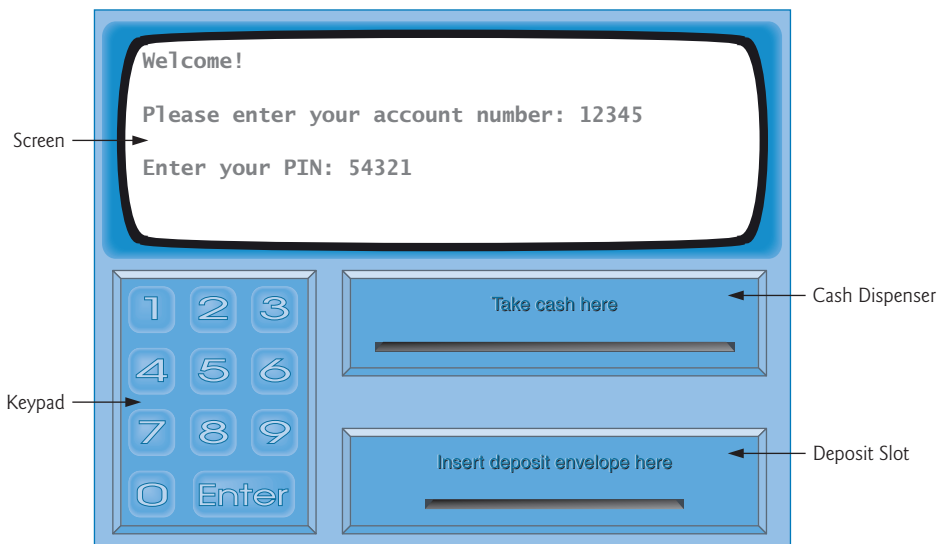 Welcome!
Please enter your account number: 12345
Enter your PIN: 54321
Screen
1 2 3
4 5 6
7 8 9
0 Enter
Keypad
Take cash here
Cash Dispenser
Insert deposit envelope here
Deposit Slot